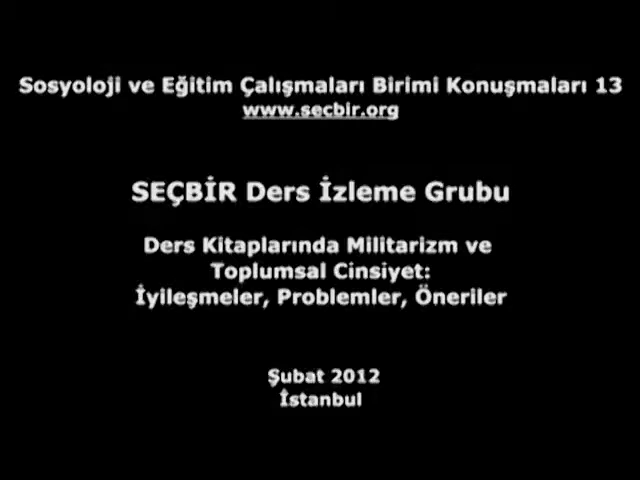 Sosyoloji ve Eğitim Çalışmaları Birimi Konuşmaları 13
www.secbir.org
SEÇBİR Ders İzleme Grubu
Ders Kitaplarında Militarizm ve
Toplumsal Cinsiyet:
İyileşmeler, Problemler, Öneriler
Şubat 2012
İstanbul